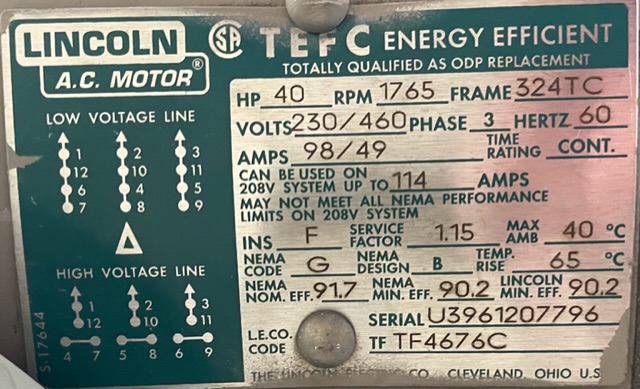 LINCOLN
A.C. MOTOR®
SA TEFC ENERGY EFFICIENT
TOTALLY QUALIFIED AS ODP REPLACEMENT
HP 40 RPM 1765 FRAME 324TC
VOLTS 230/460 PHASE 3 HERTZ 60
AMPS 98/49 TIME RATING CONT.
CAN BE USED ON
208V SYSTEM UP TO 114 AMPS
MAY NOT MEET ALL NEMA PERFORMANCE
LIMITS ON 208V SYSTEM
INS F SERVICE FACTOR 1.15 MAX AMB 40 °C
NEMA CODE G NEMA DESIGN B TEMP. RISE 65 °C
NEMA NOM. EFF. 91.7 NEMA MIN. EFF. 90.2 LINCOLN MIN. EFF. 90.2
SERIAL U3961207796
L.E.CO. CODE TF TF4676C
THE LINCOLN ELECTRIC CO. CLEVELAND, OHIO U.S.
LOW VOLTAGE LINE
1 2 3
12 10 11
6 4 5
7 8 9
Δ
HIGH VOLTAGE LINE
1 2 3
12 10 11
4 7 5 8 6 9
S-17644